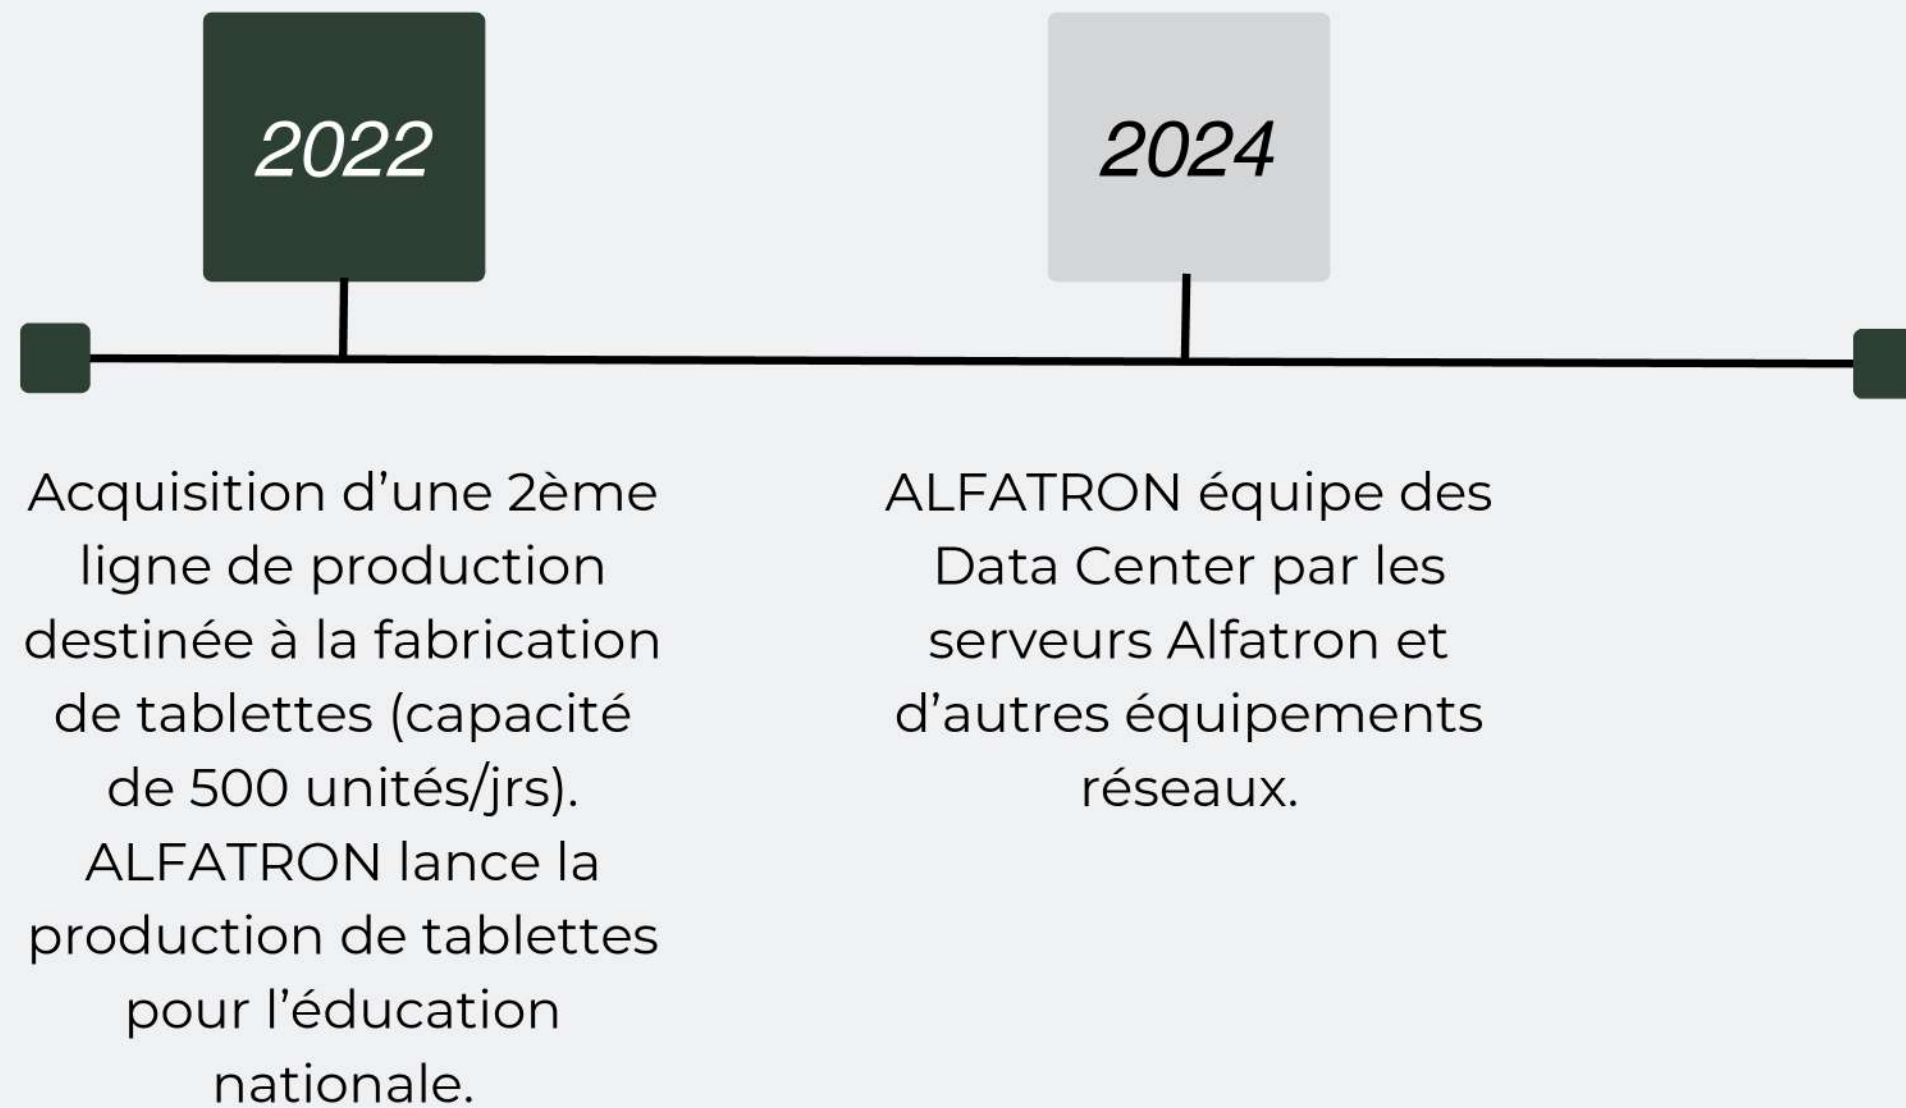 2022
Acquisition d’une 2ème
ligne de production
destinée à la fabrication
de tablettes (capacité
de 500 unités/jrs).
ALFATRON lance la
production de tablettes
pour l’éducation
nationale.
2024
ALFATRON équipe des
Data Center par les
serveurs Alfatron et
d’autres équipements
réseaux.